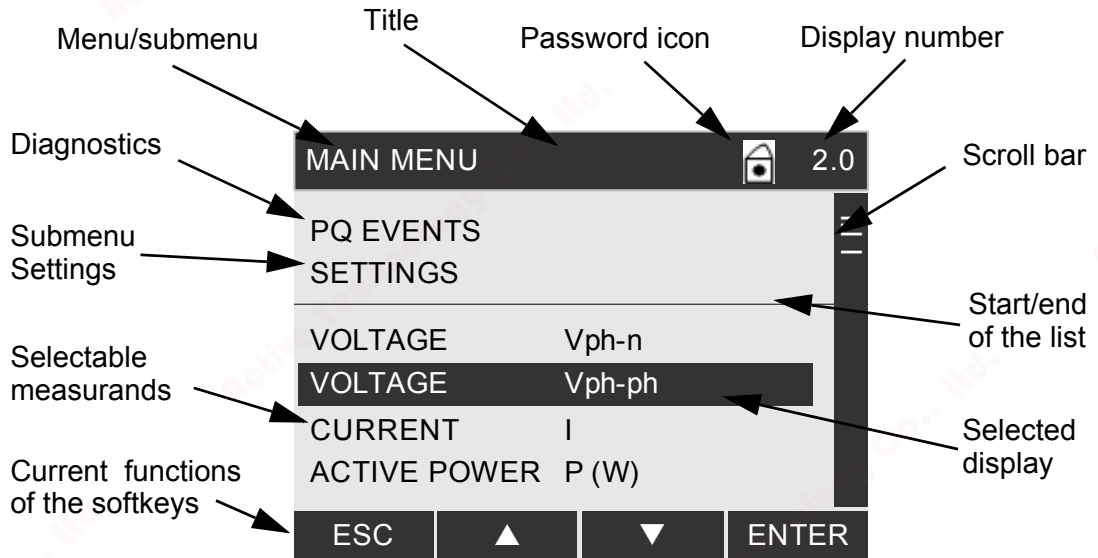 Menu/submenu
Title
Password icon
Display number
Diagnostics
MAIN MENU 2.0
Scroll bar
PQ EVENTS
Submenu
Settings
SETTINGS
Start/end
of the list
VOLTAGE Vph-n
Selectable
measurands
VOLTAGE Vph-ph
CURRENT I
Selected
display
ACTIVE POWER P (W)
Current functions
of the softkeys
ESC ▲ ▼ ENTER